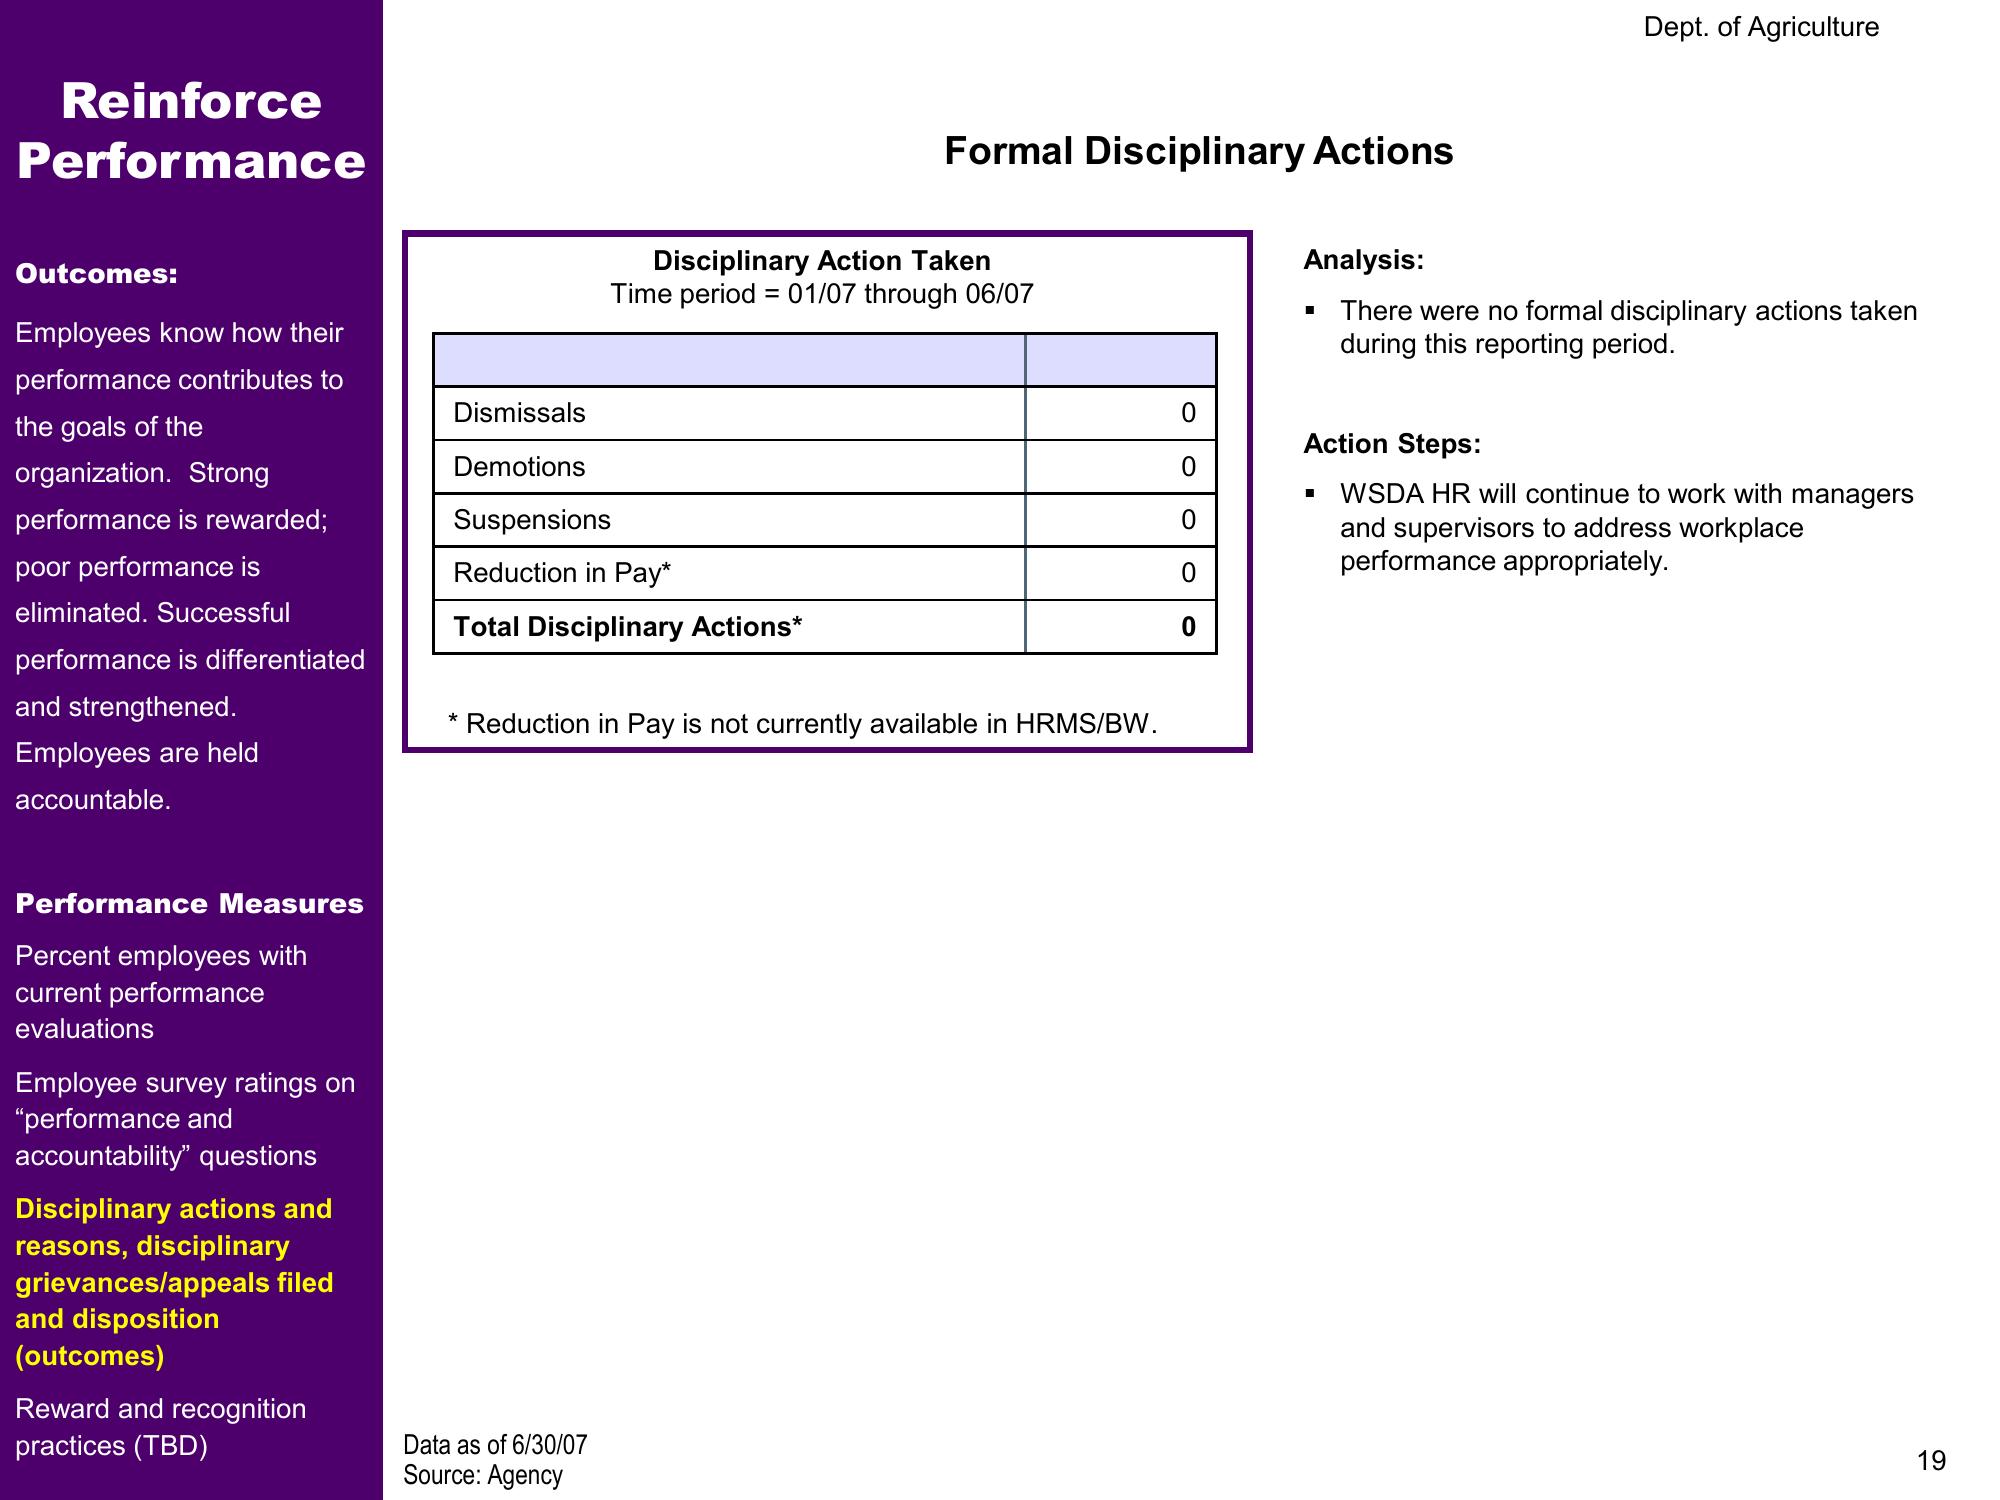 Dept. of Agriculture
Reinforce
Performance
Outcomes:
Employees know how their
performance contributes to
the goals of the
organization.  Strong
performance is rewarded;
poor performance is
eliminated. Successful
performance is differentiated
and strengthened.
Employees are held
accountable.
Performance Measures
Percent employees with
current performance
evaluations
Employee survey ratings on
“performance and
accountability” questions
Disciplinary actions and
reasons, disciplinary
grievances/appeals filed
and disposition
(outcomes)
Reward and recognition
practices (TBD)
Formal Disciplinary Actions
Disciplinary Action Taken
Time period = 01/07 through 06/07
Dismissals 0
Demotions 0
Suspensions 0
Reduction in Pay* 0
Total Disciplinary Actions* 0
* Reduction in Pay is not currently available in HRMS/BW.
Analysis:
▪ There were no formal disciplinary actions taken
during this reporting period.
Action Steps:
▪ WSDA HR will continue to work with managers
and supervisors to address workplace
performance appropriately.
Data as of 6/30/07
Source: Agency
19